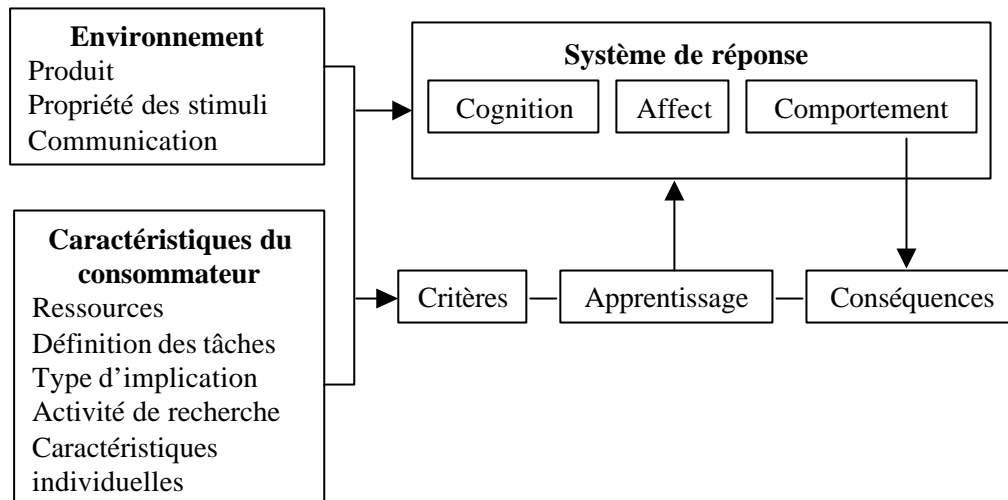 Environnement
Produit
Propriété des stimuli
Communication
Système de réponse
Cognition
Affect
Comportement
Caractéristiques du
consommateur
Ressources
Définition des tâches
Type d’implication
Activité de recherche
Caractéristiques
individuelles
Critères
Apprentissage
Conséquences